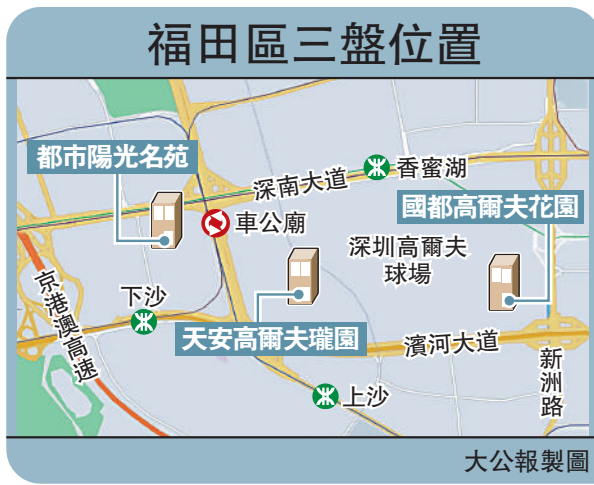 福田區三盤位置
都市陽光名苑
深南大道
香蜜湖
國都高爾夫花園
車公廟
深圳高爾夫
球場
京港澳高速
下沙
天安高爾夫瓏園
濱河大道
新洲路
上沙
大公報製圖